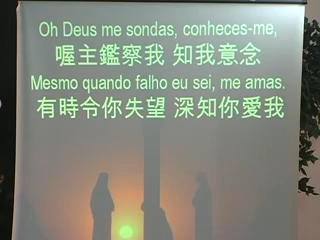 Oh Deus me sondas, conheces-me,
喔主鑑察我 知我意念
Mesmo quando falho eu sei, me amas.
有時令你失望 深知你愛我